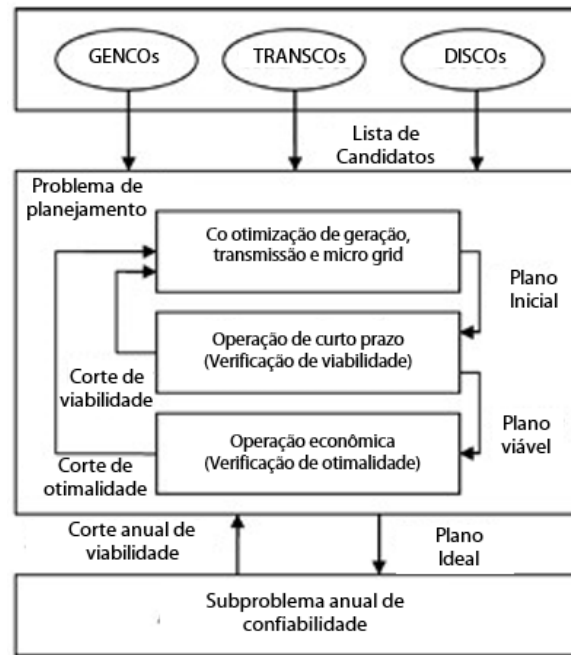 GENCOs
TRANSCOs
DISCOs
Lista de
Candidatos
Problema de
planejamento
Co otimização de geração,
transmissão e micro grid
Plano
Inicial
Operação de curto prazo
(Verificação de viabilidade)
Corte de
viabilidade
Plano
viável
Operação econômica
(Verificação de otimalidade)
Corte de
otimalidade
Corte anual de
viabilidade
Plano
Ideal
Subproblema anual de
confiabilidade